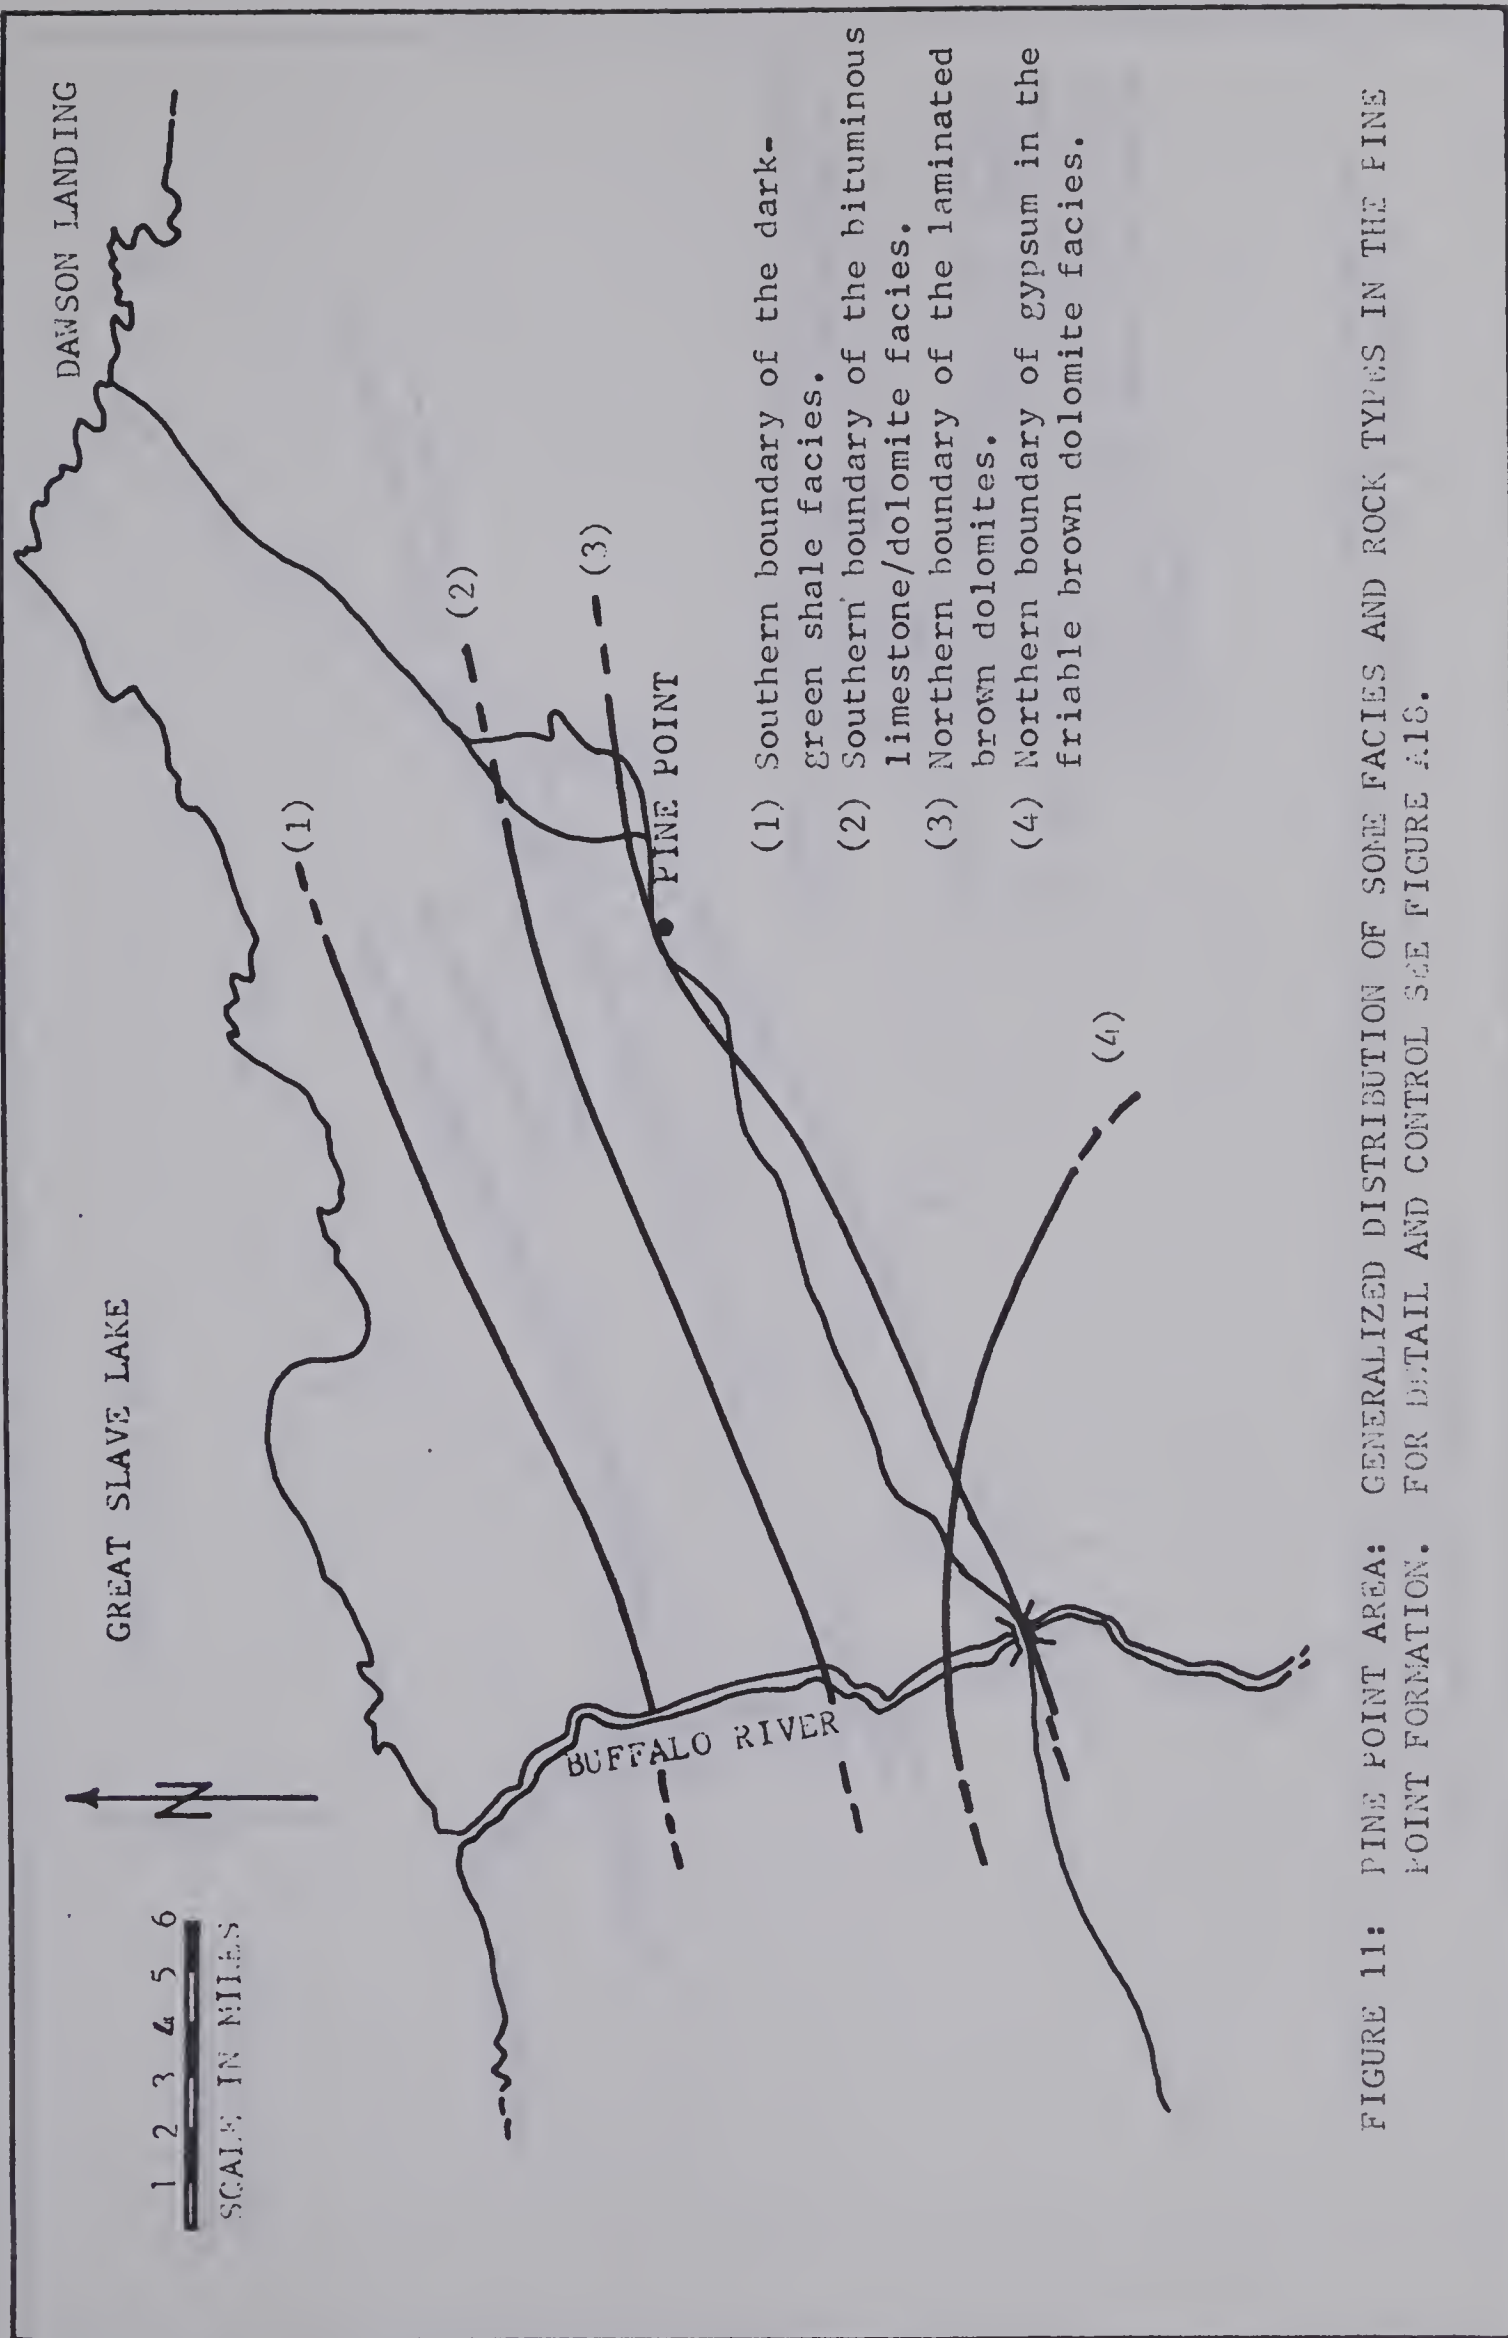 DAWSON LANDING
GREAT SLAVE LAKE
N
1 2 3 4 5 6
SCALE IN MILES
(1)
(2)
(3)
PINE POINT
(4)
BUFFALO RIVER
(1) Southern boundary of the dark-
green shale facies.
(2) Southern boundary of the bituminous
limestone/dolomite facies.
(3) Northern boundary of the laminated
brown dolomites.
(4) Northern boundary of gypsum in the
friable brown dolomite facies.
FIGURE 11: PINE POINT AREA: GENERALIZED DISTRIBUTION OF SOME FACIES AND ROCK TYPES IN THE PINE
POINT FORMATION. FOR DETAIL AND CONTROL SEE FIGURE A18.